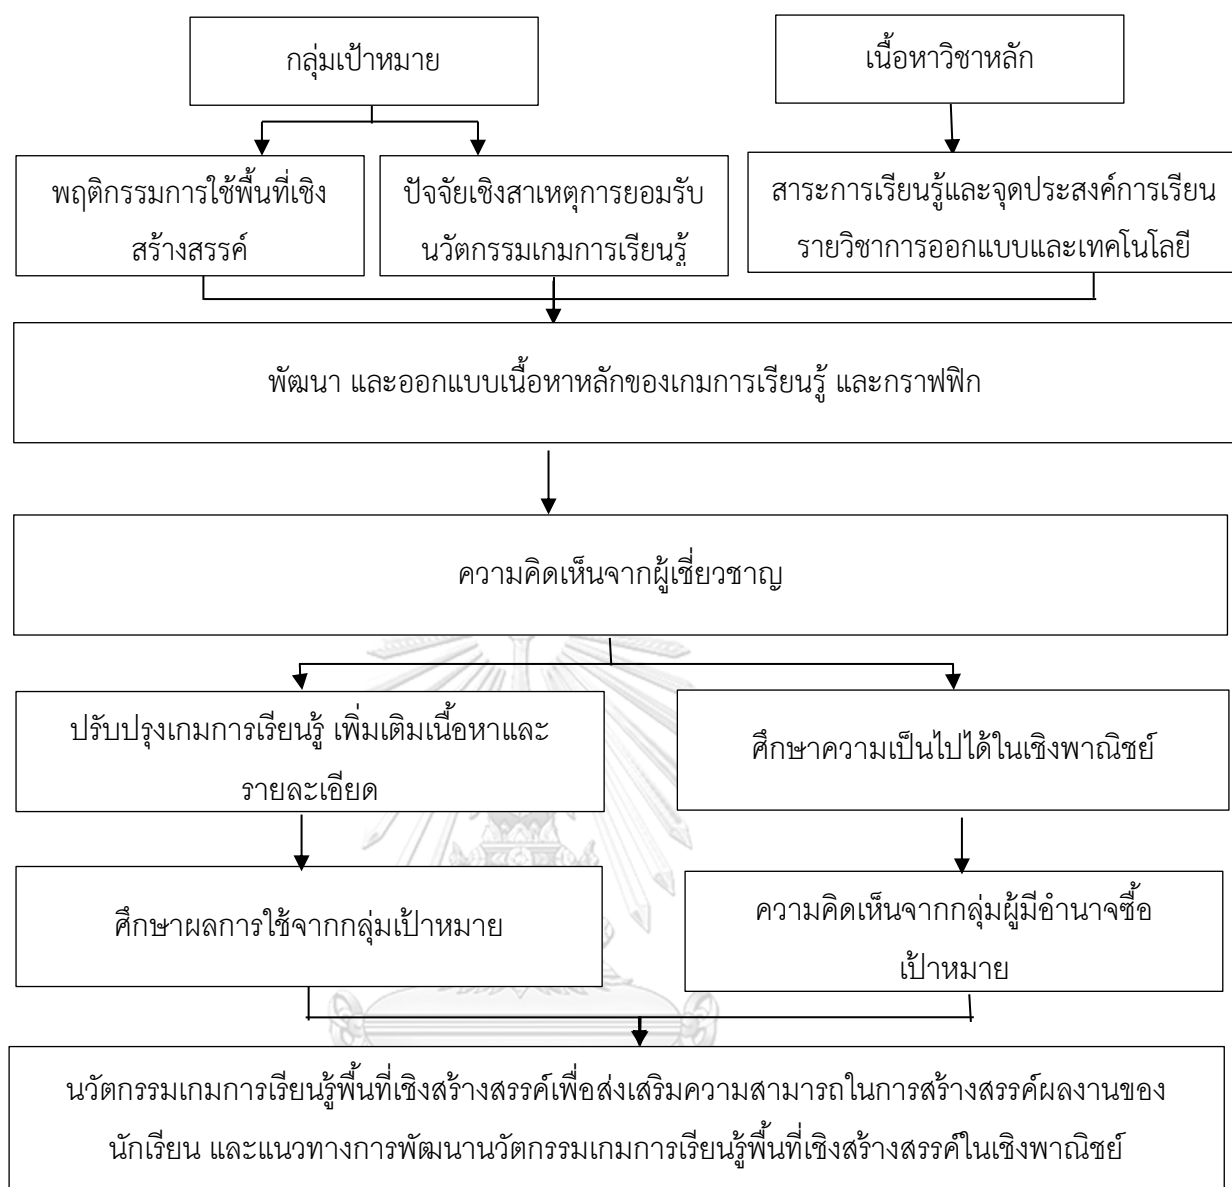 กลุ่มเป้าหมาย
เนื้อหาวิชาหลัก
พฤติกรรมการใช้พื้นที่เชิง
สร้างสรรค์
ปัจจัยเชิงสาเหตุการยอมรับ
นวัตกรรมเกมการเรียนรู้
สาระการเรียนรู้และจุดประสงค์การเรียน
รายวิชาการออกแบบและเทคโนโลยี
พัฒนา และออกแบบเนื้อหาหลักของเกมการเรียนรู้ และกราฟฟิก
ความคิดเห็นจากผู้เชี่ยวชาญ
ปรับปรุงเกมการเรียนรู้ เพิ่มเติมเนื้อหาและ
รายละเอียด
ศึกษาความเป็นไปได้ในเชิงพาณิชย์
ศึกษาผลการใช้จากกลุ่มเป้าหมาย
ความคิดเห็นจากกลุ่มผู้มีอำนาจซื้อ
เป้าหมาย
นวัตกรรมเกมการเรียนรู้พื้นที่เชิงสร้างสรรค์เพื่อส่งเสริมความสามารถในการสร้างสรรค์ผลงานของ
นักเรียน และแนวทางการพัฒนานวัตกรรมเกมการเรียนรู้พื้นที่เชิงสร้างสรรค์ในเชิงพาณิชย์